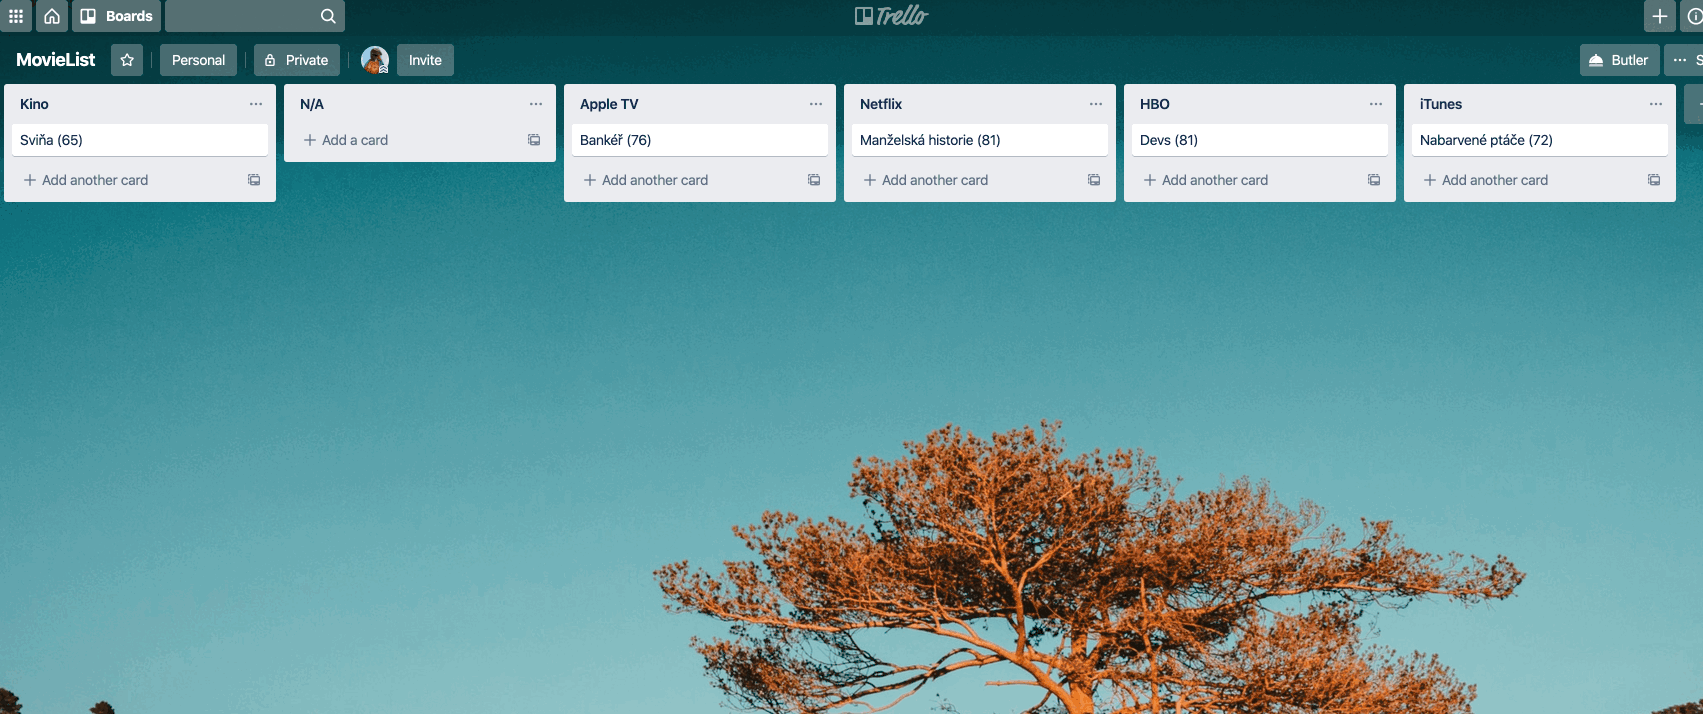 Boards
Trello
MovieList
Personal
Private
Invite
Butler
Kino
Sviňa (65)
Add another card
N/A
Add a card
Apple TV
Bankéř (76)
Add another card
Netflix
Manželská historie (81)
Add another card
HBO
Devs (81)
Add another card
iTunes
Nabarvené ptáče (72)
Add another card